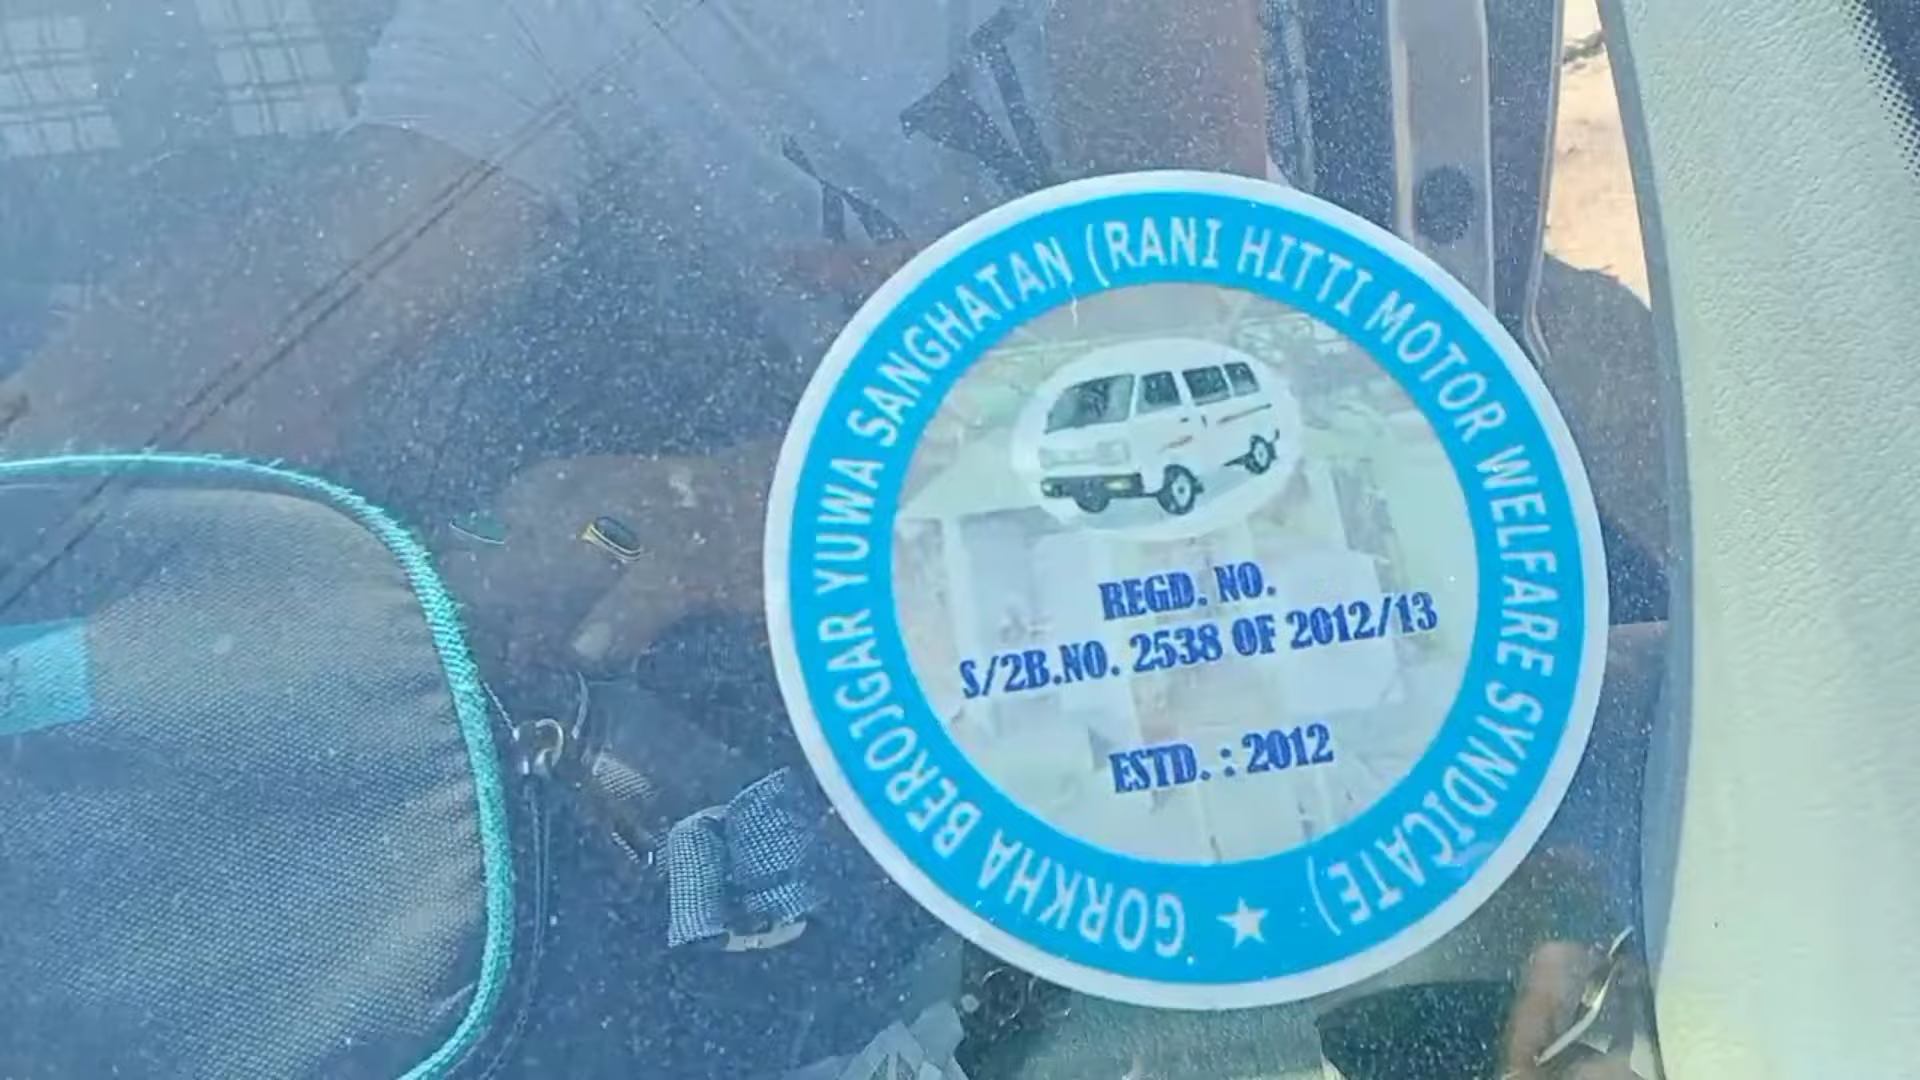 GORKHA BEROJGAR YUWA SANGHATAN (RANI HITTI MOTOR WELFARE SYNDICATE)
REGD. NO.
S/2B.NO. 2538 OF 2012/13
ESTD. : 2012